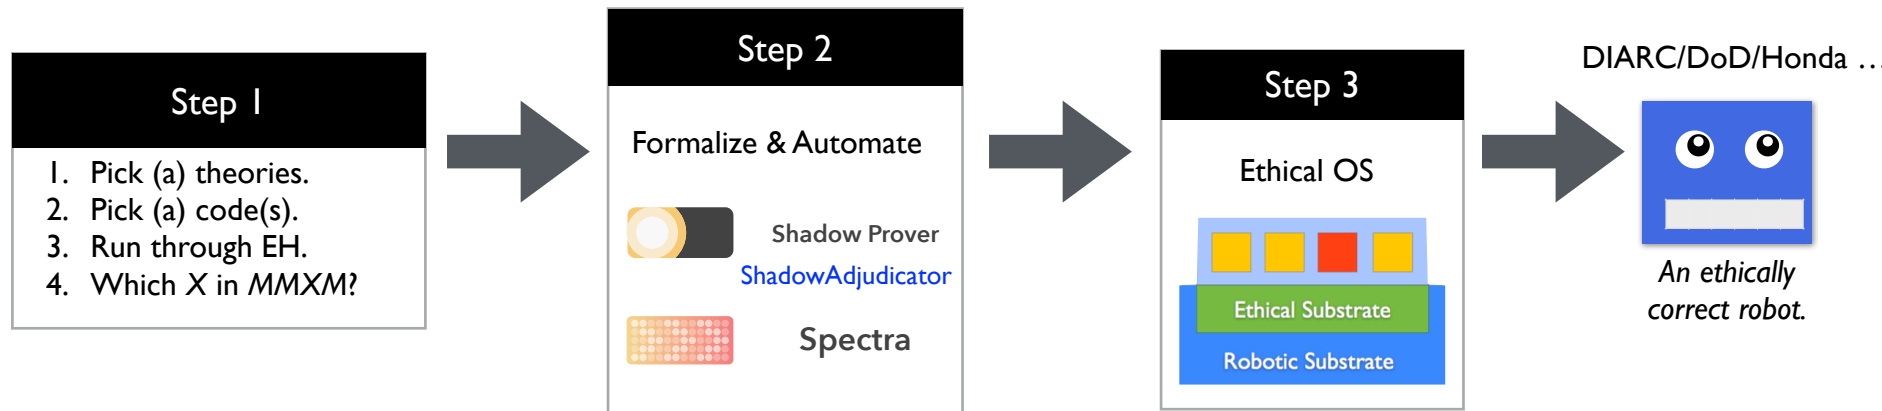 Step 1
1. Pick (a) theories.
2. Pick (a) code(s).
3. Run through EH.
4. Which X in MMXM?
Step 2
Formalize & Automate
Shadow Prover
ShadowAdjudicator
Spectra
Step 3
Ethical OS
Ethical Substrate
Robotic Substrate
DIARC/DoD/Honda …
An ethically
correct robot.